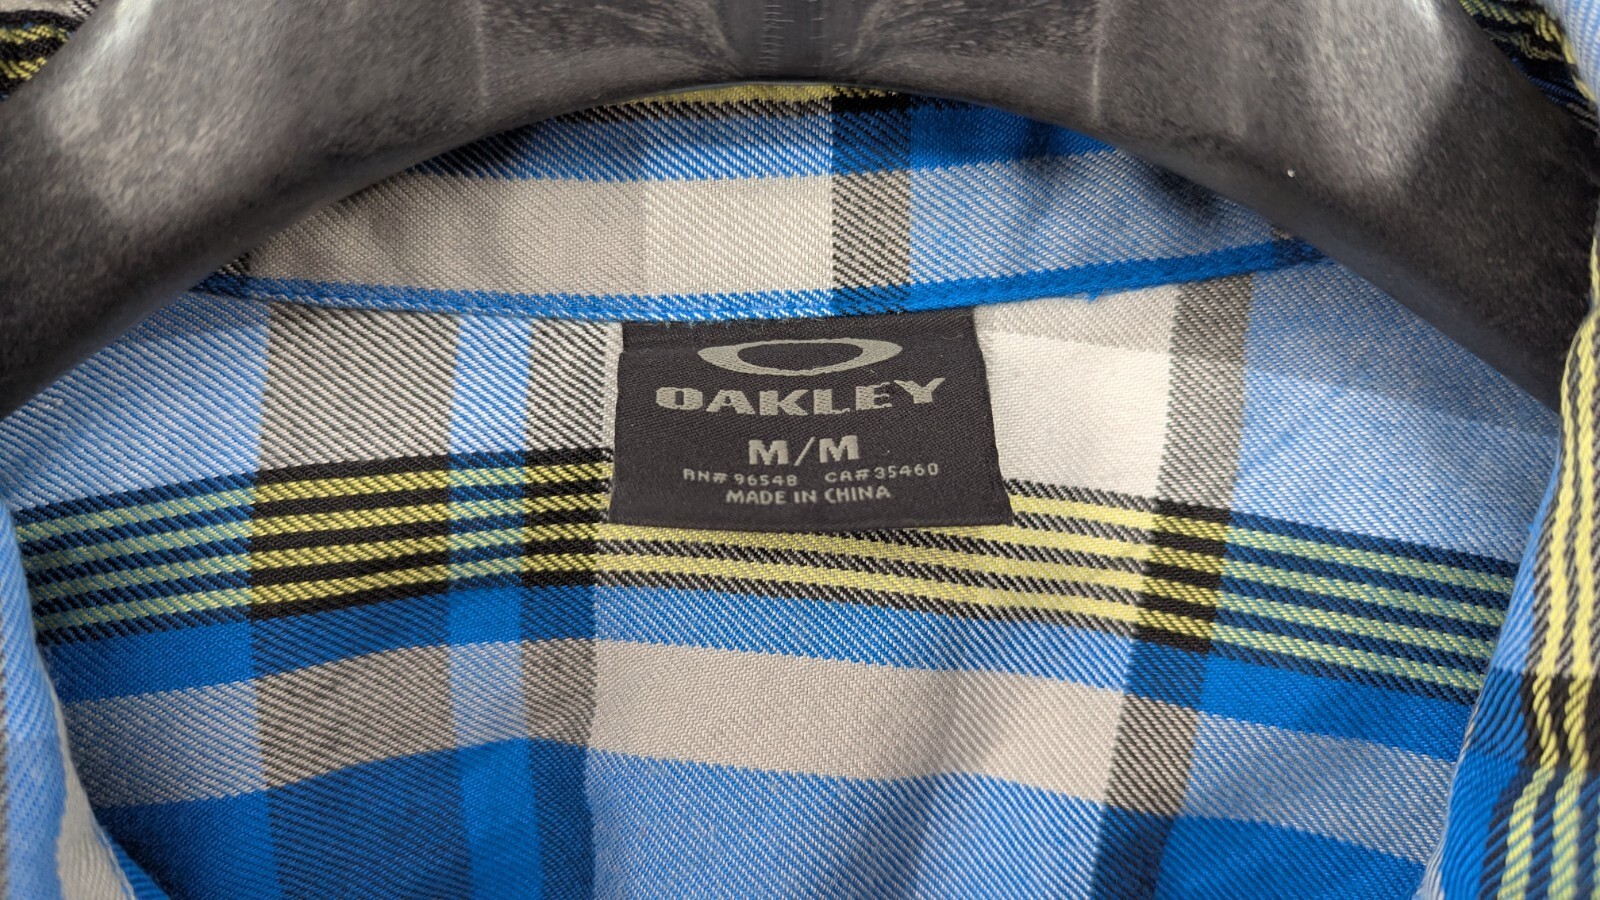 OAKLEY
M/M
RN# 96548 CA# 35460
MADE IN CHINA